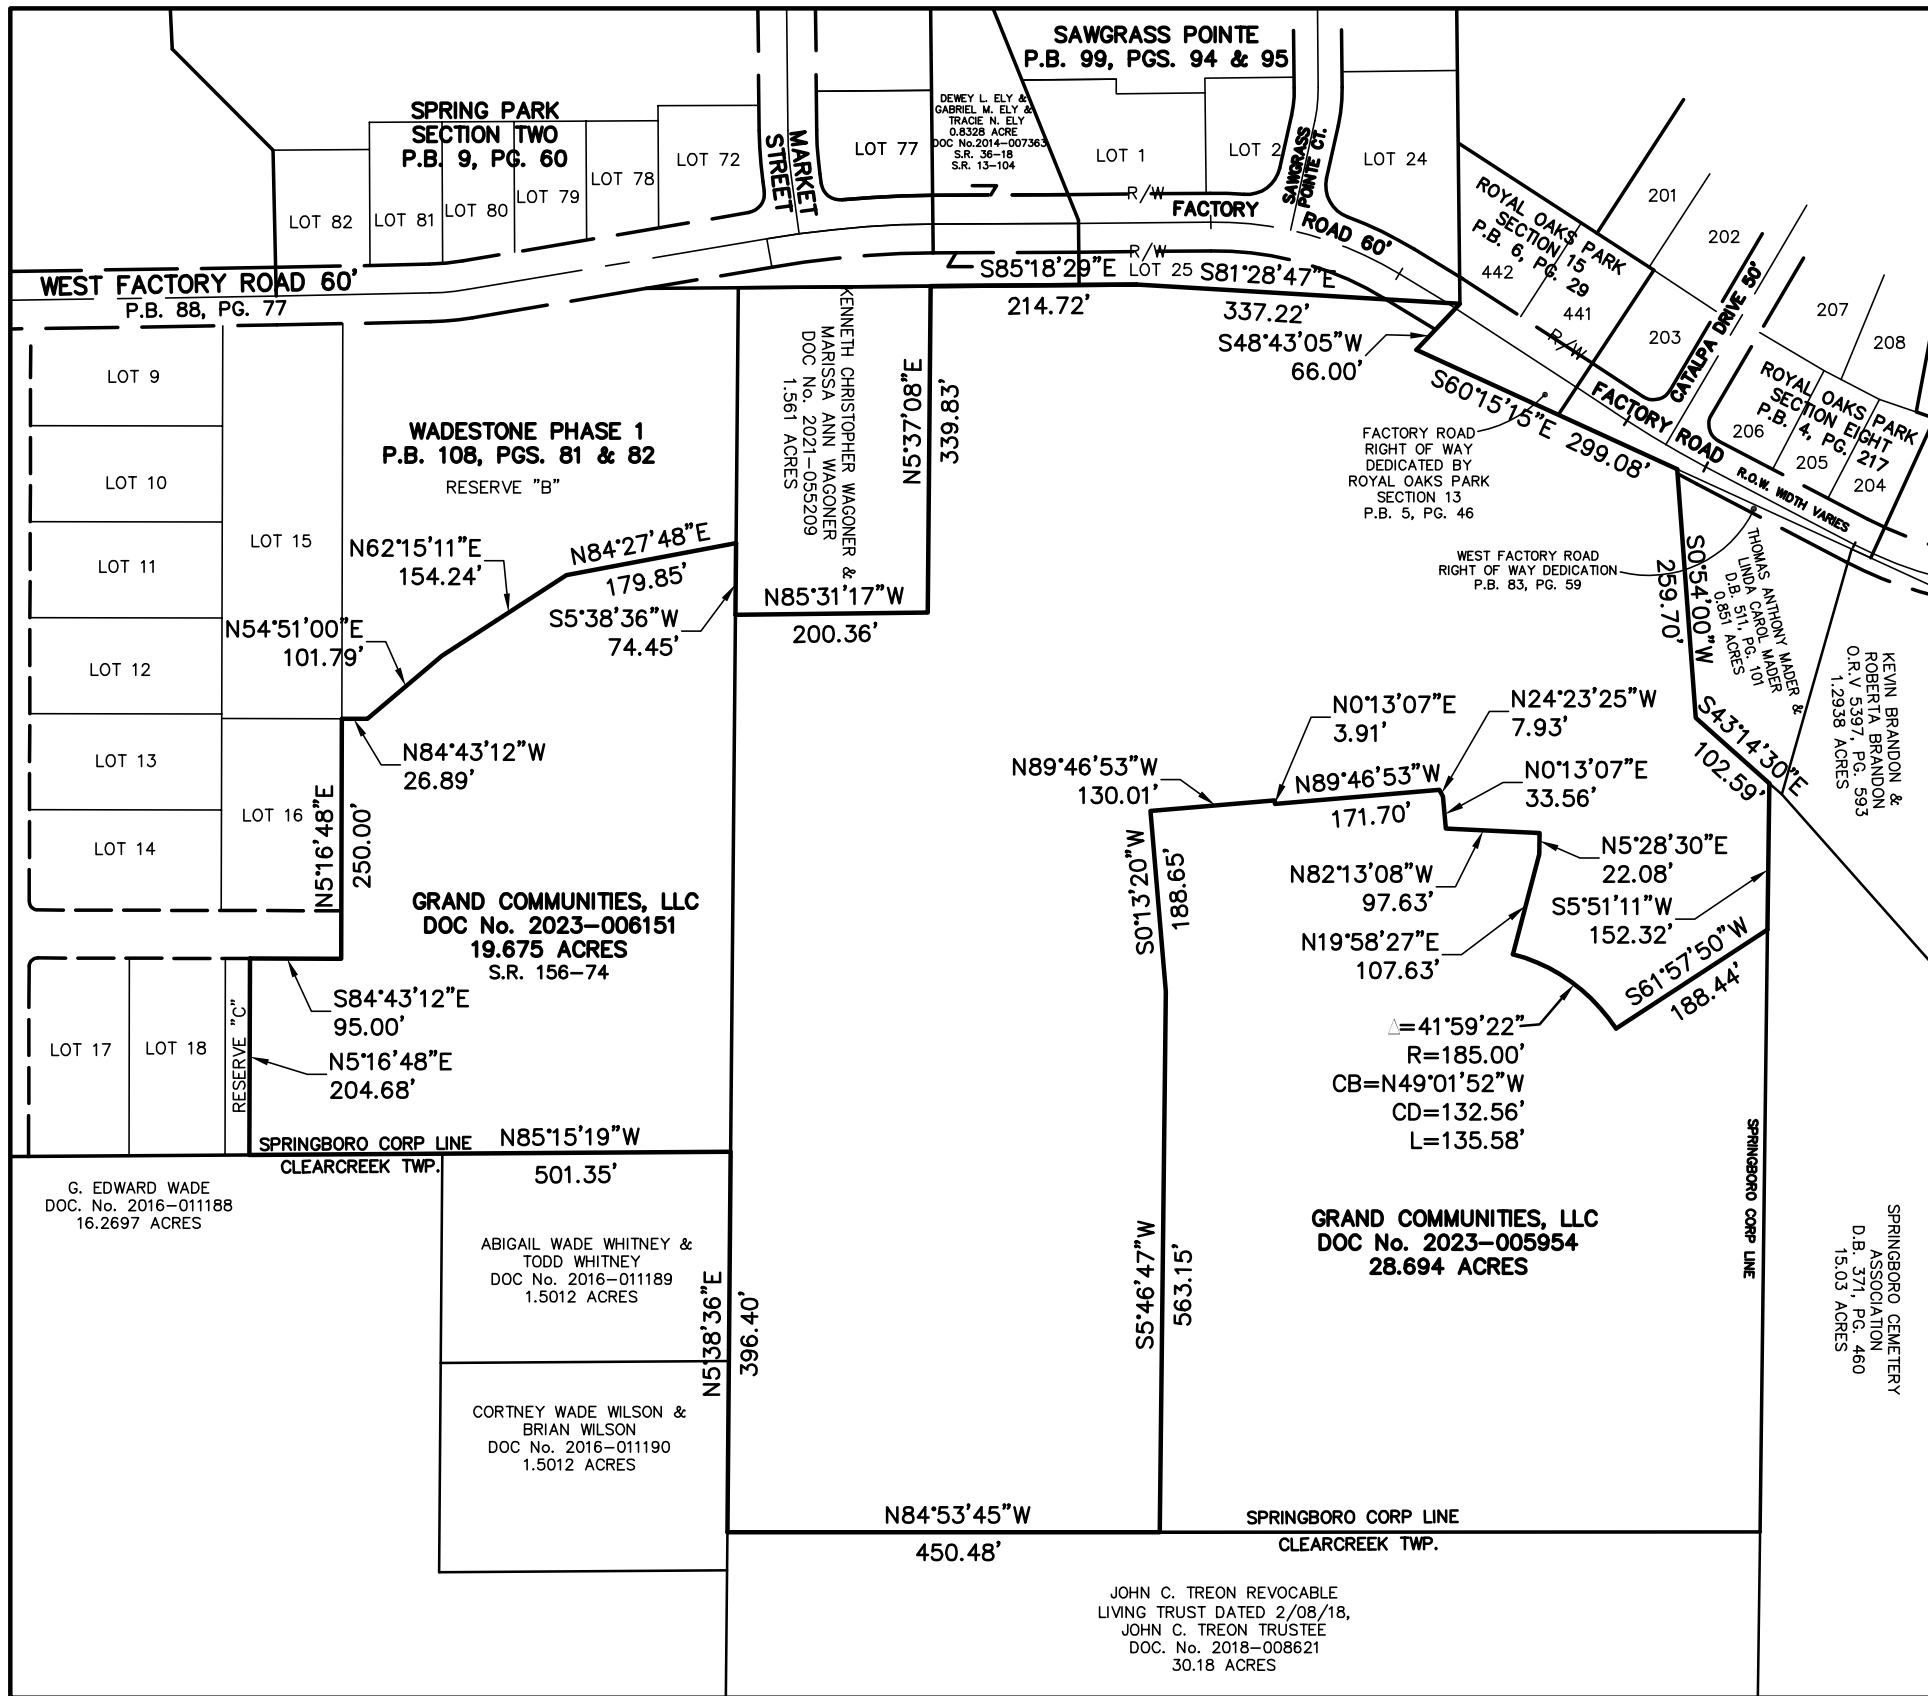 SAWGRASS POINTE
P.B. 99, PGS. 94 & 95
SPRING PARK
SECTION TWO
P.B. 9, PG. 60
LOT 82
LOT 81
LOT 80
LOT 79
LOT 78
LOT 72
MARKET
STREET
LOT 77
DEWEY L. ELY &
GABRIEL M. ELY &
TRACIE N. ELY
0.8328 ACRE
DOC No.2014-007363
S.R. 36-18
S.R. 13-104
LOT 1
LOT 2
SAWGRASS
POINTE CT.
LOT 24
R/W
FACTORY
ROAD 60'
R/W
LOT 25
WEST FACTORY ROAD 60'
P.B. 88, PG. 77
S85°18'29"E
214.72'
S81°28'47"E
337.22'
S48°43'05"W
66.00'
ROYAL OAKS PARK
SECTION 15
P.B. 6, PG. 29
442
441
R/W
201
202
203
CATALPA DRIVE 50'
207
208
ROYAL OAKS PARK
SECTION EIGHT
P.B. 4, PG. 217
206
205
204
FACTORY ROAD
R.O.W. WIDTH VARIES
S60°15'15"E 299.08'
FACTORY ROAD
RIGHT OF WAY
DEDICATED BY
ROYAL OAKS PARK
SECTION 13
P.B. 5, PG. 46
WEST FACTORY ROAD
RIGHT OF WAY DEDICATION
P.B. 83, PG. 59
LOT 9
LOT 10
LOT 11
LOT 12
LOT 13
LOT 14
LOT 15
LOT 16
LOT 17
LOT 18
RESERVE "C"
WADESTONE PHASE 1
P.B. 108, PGS. 81 & 82
RESERVE "B"
KENNETH CHRISTOPHER WAGONER &
MARISSA ANN WAGONER
DOC No. 2021-055209
1.561 ACRES
N5°37'08"E
339.83'
N62°15'11"E
154.24'
N84°27'48"E
179.85'
S5°38'36"W
74.45'
N85°31'17"W
200.36'
N54°51'00"E
101.79'
N84°43'12"W
26.89'
N5°16'48"E
250.00'
GRAND COMMUNITIES, LLC
DOC No. 2023-006151
19.675 ACRES
S.R. 156-74
S84°43'12"E
95.00'
N5°16'48"E
204.68'
SPRINGBORO CORP LINE
CLEARCREEK TWP.
N85°15'19"W
501.35'
S0°54'00"W
259.70'
THOMAS ANTHONY MADER &
LINDA CAROL MADER
D.B. 511, PG. 101
0.851 ACRES
KEVIN BRANDON &
ROBERTA BRANDON
O.R.V 5397, PG. 593
1.2938 ACRES
S43°14'30"E
102.59'
N89°46'53"W
130.01'
N0°13'07"E
3.91'
N89°46'53"W
171.70'
N24°23'25"W
7.93'
N0°13'07"E
33.56'
N82°13'08"W
97.63'
N5°28'30"E
22.08'
S5°51'11"W
152.32'
N19°58'27"E
107.63'
S61°57'50"W
188.44'
S0°13'20"W
188.65'
Δ=41°59'22"
R=185.00'
CB=N49°01'52"W
CD=132.56'
L=135.58'
G. EDWARD WADE
DOC. No. 2016-011188
16.2697 ACRES
ABIGAIL WADE WHITNEY &
TODD WHITNEY
DOC No. 2016-011189
1.5012 ACRES
CORTNEY WADE WILSON &
BRIAN WILSON
DOC No. 2016-011190
1.5012 ACRES
N5°38'36"E
396.40'
S5°46'47"W
563.15'
GRAND COMMUNITIES, LLC
DOC No. 2023-005954
28.694 ACRES
SPRINGBORO CORP LINE
SPRINGBORO CEMETERY
ASSOCIATION
D.B. 371, PG. 460
15.03 ACRES
N84°53'45"W
450.48'
SPRINGBORO CORP LINE
CLEARCREEK TWP.
JOHN C. TREON REVOCABLE
LIVING TRUST DATED 2/08/18,
JOHN C. TREON TRUSTEE
DOC. No. 2018-008621
30.18 ACRES